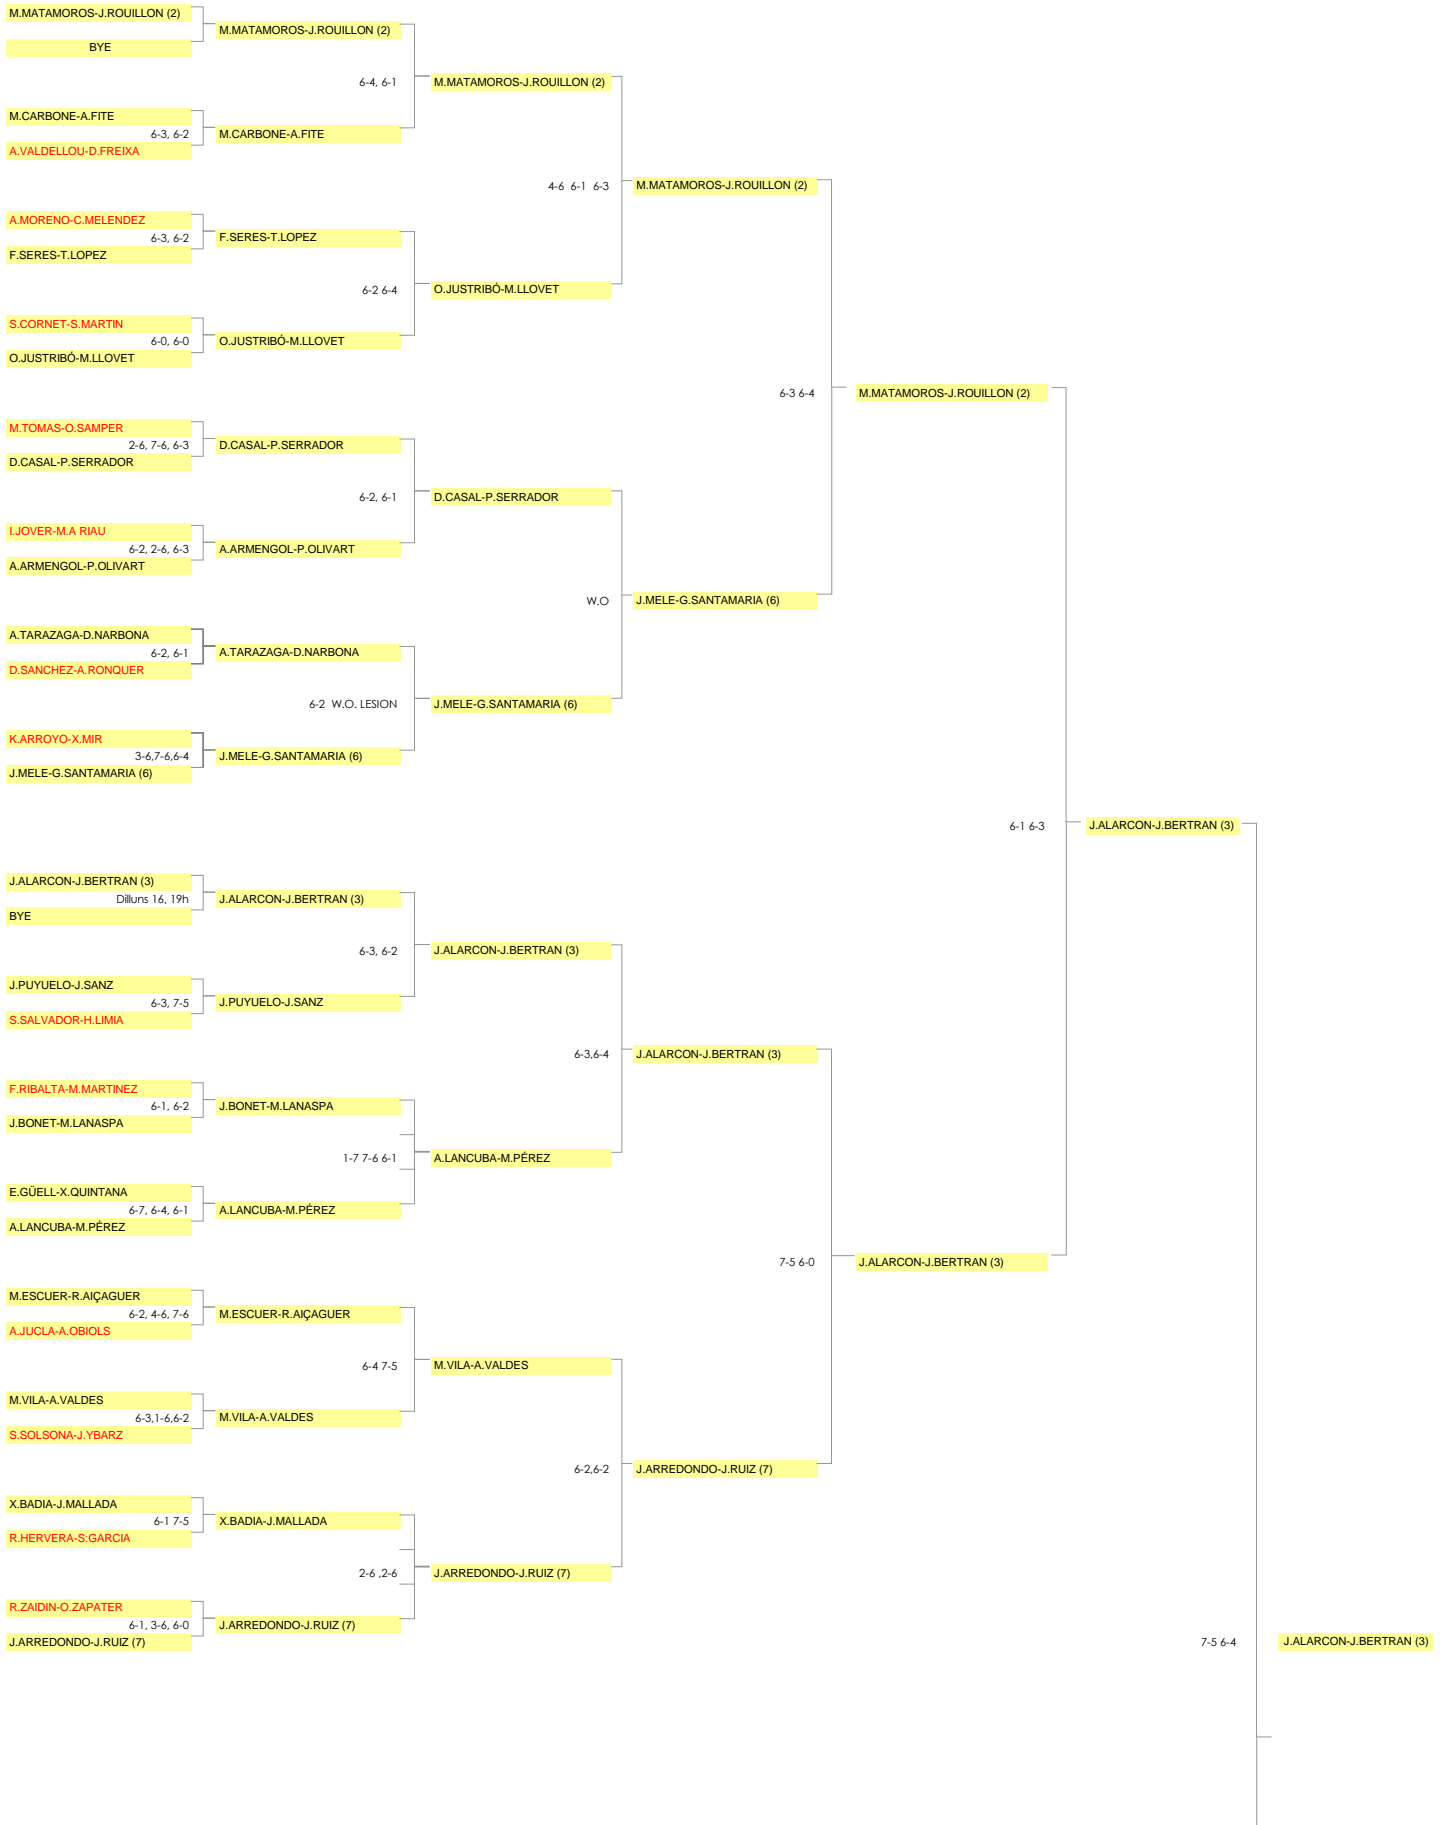 M.MATAMOROS-J.ROUILLON (2)
M.MATAMOROS-J.ROUILLON (2)
BYE
6-4, 6-1
M.MATAMOROS-J.ROUILLON (2)
M.CARBONE-A.FITE
6-3, 6-2
M.CARBONE-A.FITE
A.VALDELLOU-D.FREIXA
4-6 6-1 6-3
M.MATAMOROS-J.ROUILLON (2)
A.MORENO-C.MELENDEZ
6-3, 6-2
F.SERES-T.LOPEZ
F.SERES-T.LOPEZ
6-2 6-4
O.JUSTRIBÓ-M.LLOVET
S.CORNET-S.MARTIN
6-0, 6-0
O.JUSTRIBÓ-M.LLOVET
O.JUSTRIBÓ-M.LLOVET
6-3 6-4
M.MATAMOROS-J.ROUILLON (2)
M.TOMAS-O.SAMPER
2-6, 7-6, 6-3
D.CASAL-P.SERRADOR
D.CASAL-P.SERRADOR
6-2, 6-1
D.CASAL-P.SERRADOR
I.JOVER-M.A RIAU
6-2, 2-6, 6-3
A.ARMENGOL-P.OLIVART
A.ARMENGOL-P.OLIVART
W.O
J.MELE-G.SANTAMARIA (6)
A.TARAZAGA-D.NARBONA
6-2, 6-1
A.TARAZAGA-D.NARBONA
D.SANCHEZ-A.RONQUER
6-2 W.O. LESION
J.MELE-G.SANTAMARIA (6)
K.ARROYO-X.MIR
3-6,7-6,6-4
J.MELE-G.SANTAMARIA (6)
J.MELE-G.SANTAMARIA (6)
6-1 6-3
J.ALARCON-J.BERTRAN (3)
J.ALARCON-J.BERTRAN (3)
Dilluns 16, 19h
J.ALARCON-J.BERTRAN (3)
BYE
6-3, 6-2
J.ALARCON-J.BERTRAN (3)
J.PUYUELO-J.SANZ
6-3, 7-5
J.PUYUELO-J.SANZ
S.SALVADOR-H.LIMIA
6-3,6-4
J.ALARCON-J.BERTRAN (3)
F.RIBALTA-M.MARTINEZ
6-1, 6-2
J.BONET-M.LANASPA
J.BONET-M.LANASPA
1-7 7-6 6-1
A.LANCUBA-M.PÉREZ
E.GÜELL-X.QUINTANA
6-7, 6-4, 6-1
A.LANCUBA-M.PÉREZ
A.LANCUBA-M.PÉREZ
7-5 6-0
J.ALARCON-J.BERTRAN (3)
M.ESCUER-R.AIÇAGUER
6-2, 4-6, 7-6
M.ESCUER-R.AIÇAGUER
A.JUCLA-A.OBIOLS
6-4 7-5
M.VILA-A.VALDES
M.VILA-A.VALDES
6-3,1-6,6-2
M.VILA-A.VALDES
S.SOLSONA-J.YBARZ
6-2,6-2
J.ARREDONDO-J.RUIZ (7)
X.BADIA-J.MALLADA
6-1 7-5
X.BADIA-J.MALLADA
R.HERVERA-S:GARCIA
2-6 ,2-6
J.ARREDONDO-J.RUIZ (7)
R.ZAIDIN-O.ZAPATER
6-1, 3-6, 6-0
J.ARREDONDO-J.RUIZ (7)
J.ARREDONDO-J.RUIZ (7)
7-5 6-4
J.ALARCON-J.BERTRAN (3)